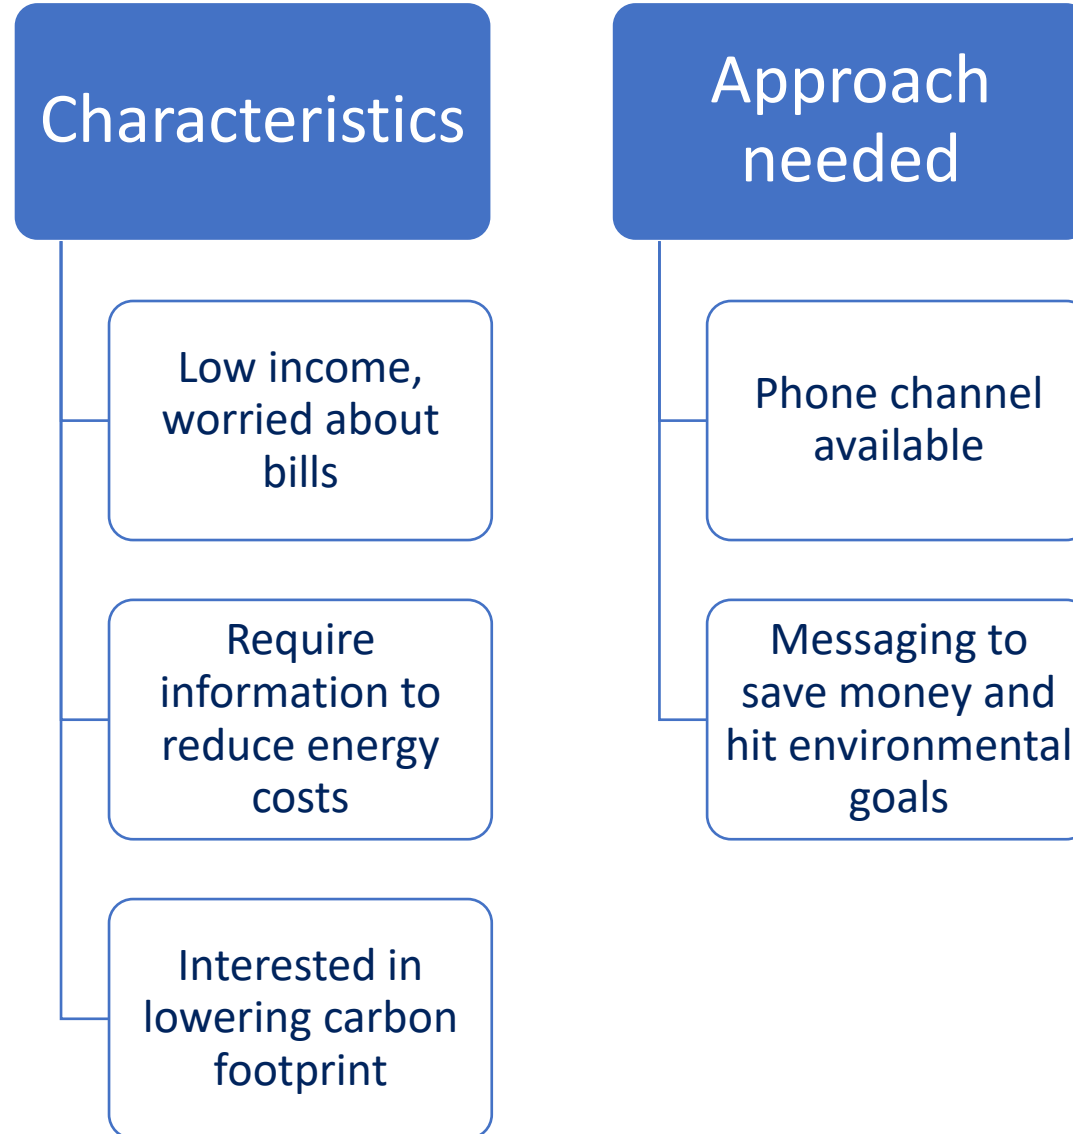 Characteristics
Low income,
worried about
bills
Require
information to
reduce energy
costs
Interested in
lowering carbon
footprint
Approach
needed
Phone channel
available
Messaging to
save money and
hit environmental
goals